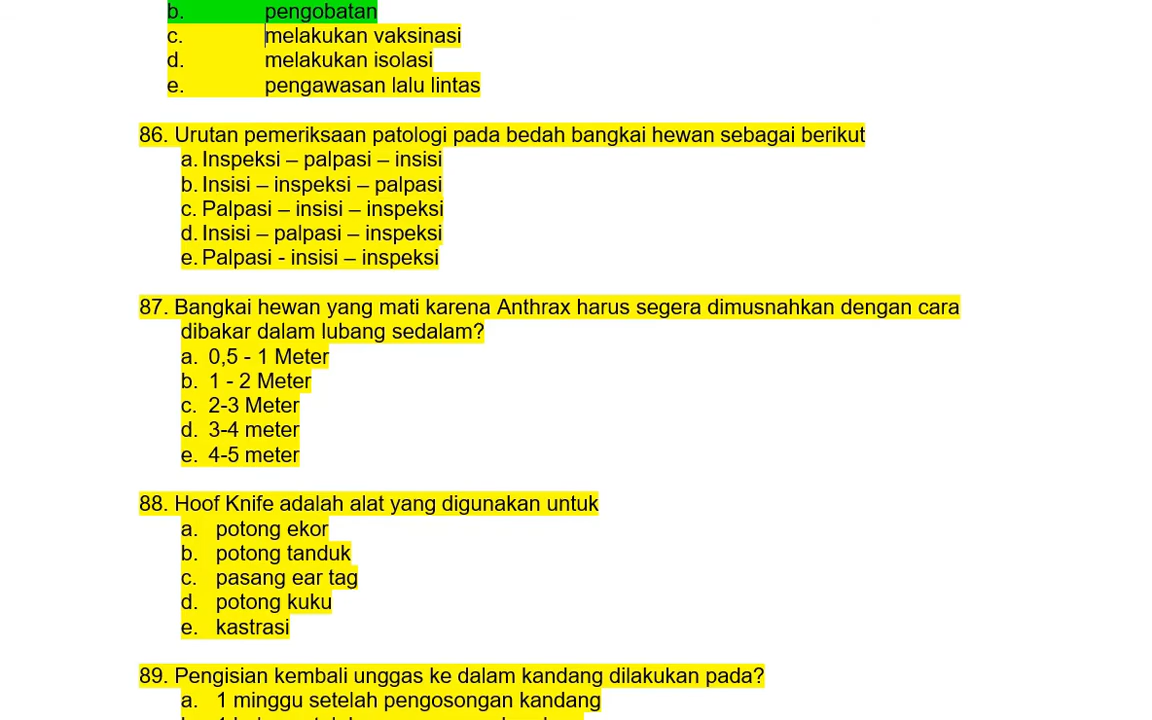 b. pengobatan
c. melakukan vaksinasi
d. melakukan isolasi
e. pengawasan lalu lintas
86. Urutan pemeriksaan patologi pada bedah bangkai hewan sebagai berikut
a. Inspeksi – palpasi – insisi
b. Insisi – inspeksi – palpasi
c. Palpasi – insisi – inspeksi
d. Insisi – palpasi – inspeksi
e. Palpasi - insisi – inspeksi
87. Bangkai hewan yang mati karena Anthrax harus segera dimusnahkan dengan cara
dibakar dalam lubang sedalam?
a. 0,5 - 1 Meter
b. 1 - 2 Meter
c. 2-3 Meter
d. 3-4 meter
e. 4-5 meter
88. Hoof Knife adalah alat yang digunakan untuk
a. potong ekor
b. potong tanduk
c. pasang ear tag
d. potong kuku
e. kastrasi
89. Pengisian kembali unggas ke dalam kandang dilakukan pada?
a. 1 minggu setelah pengosongan kandang